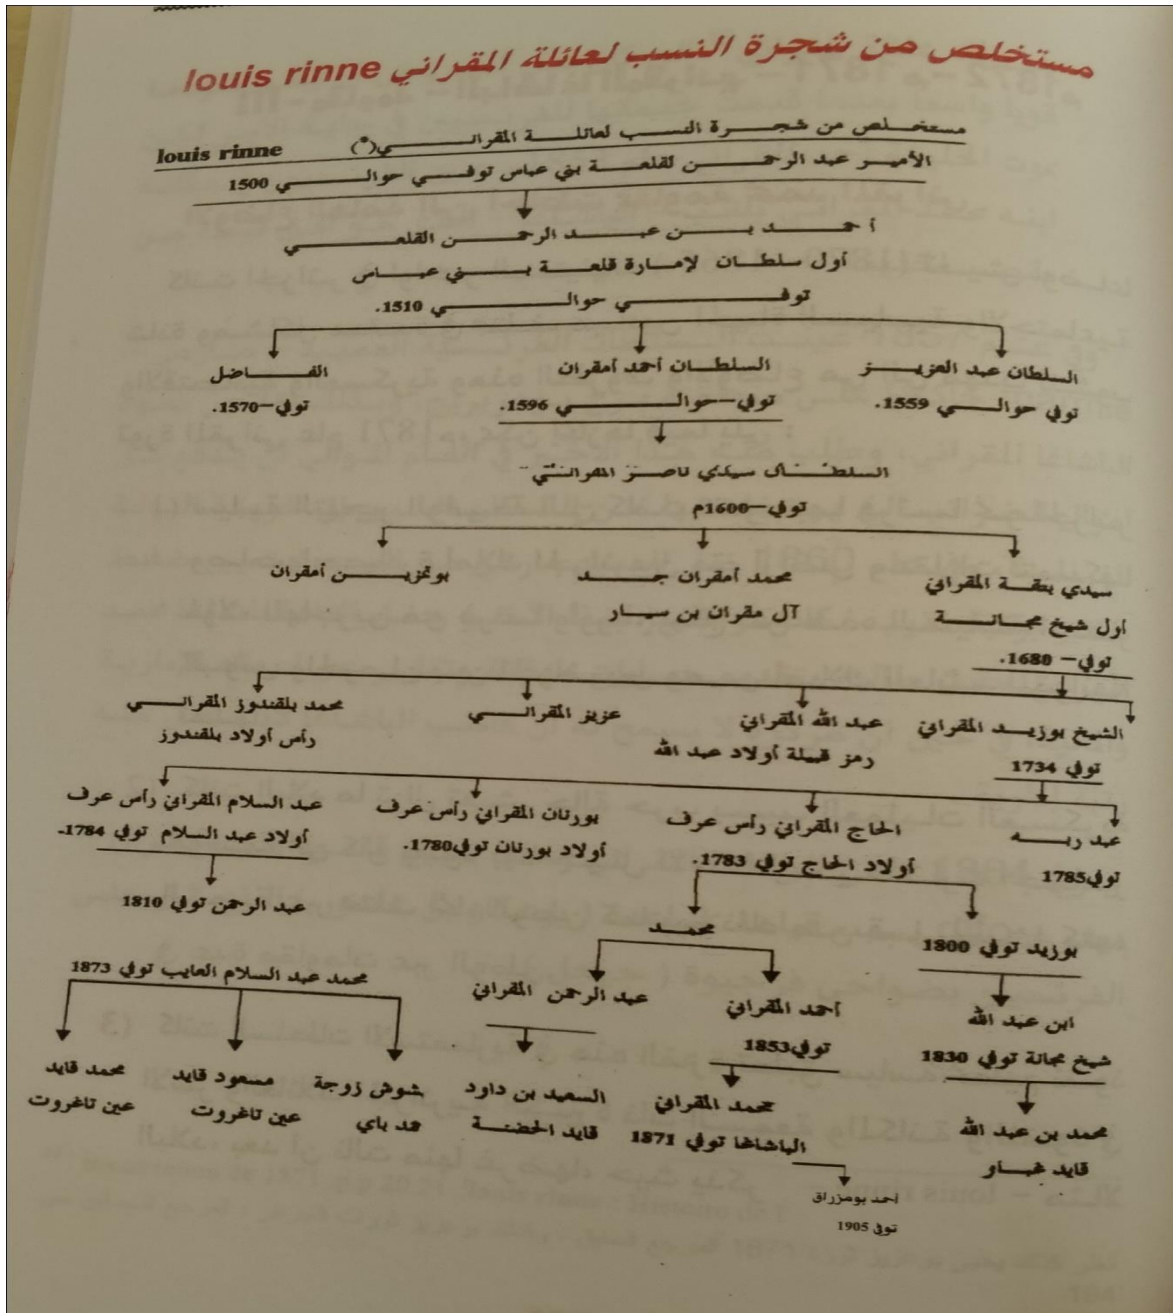 مستخلص من شجرة النسب لعائلة المقراني louis rinne
مستخلص من شجرة النسب لعائلة المقراني(*) louis rinne
الأمير عبد الرحمن لقلعة بني عباس توفي حوالي 1500
أحمد بن عبد الرحمن القلعي
أول سلطان لإمارة قلعة بني عباس
توفي حوالي 1510.
السلطان عبد العزيز
توفي حوالي 1559.
السلطان أحمد أمقران
توفي-حوالي 1596.
الفاضل
توفي-1570.
السلطان سيدي ناصر المقراني-
توفي-1600م
سيدي بتقة المقراني
أول شيخ مجانة
توفي- 1680.
محمد أمقران جد
آل مقران بن سيار
بوتمزين أمقران
الشيخ بوزيد المقراني
توفي 1734
عبد الله المقراني
رمز قبيلة أولاد عبد الله
عزيز المقراني
محمد بلقندوز المقراني
رأس أولاد بلقندوز
عبد ربه
توفي 1785
الحاج المقراني رأس عرف
أولاد الحاج توفي 1783.
بورنان المقراني رأس عرف
أولاد بورنان توفي1780.
عبد السلام المقراني رأس عرف
أولاد عبد السلام توفي 1784.
بوزيد توفي 1800
محمد
عبد الرحمن توفي 1810
ابن عبد الله
شيخ مجانة توفي 1830
أحمد المقراني
توفي1853
عبد الرحمن المقراني
محمد عبد السلام العايب توفي 1873
محمد بن عبد الله
قايد غمار
محمد المقراني
الباشاغا توفي 1871
السعيد بن داود
قايد الحضنة
شوش زوجة
حمد باي
مسعود قايد
عين تاغروت
محمد قايد
عين تاغروت
أحمد بومزراق
توفي 1905